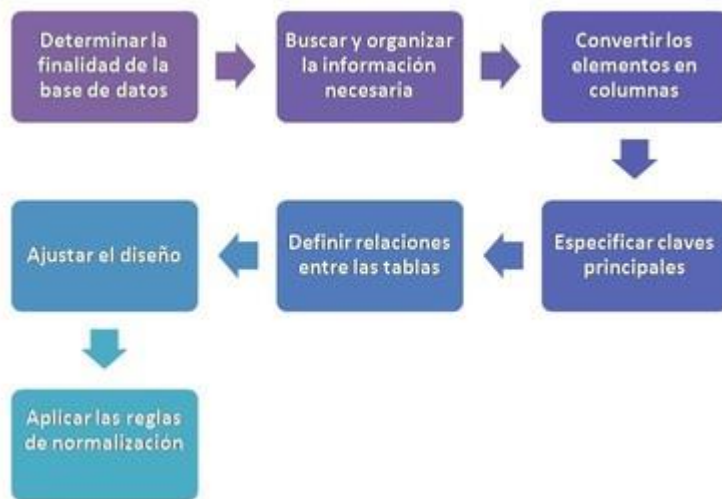 Determinar la
finalidad de la
base de datos
Buscar y organizar
la información
necesaria
Convertir los
elementos en
columnas
Especificar claves
principales
Definir relaciones
entre las tablas
Ajustar el diseño
Aplicar las reglas
de normalización